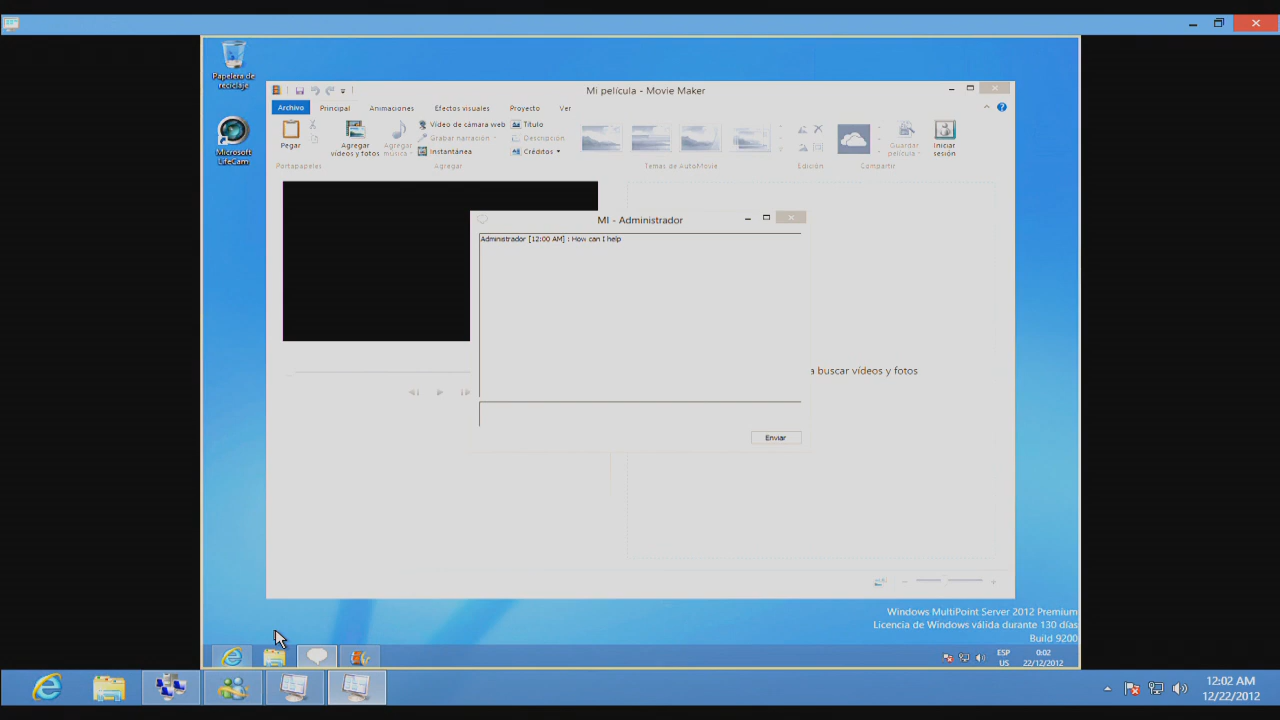 Papelera de
reciclaje
Microsoft
LifeCam
Mi película - Movie Maker
Archivo
Principal
Animaciones
Efectos visuales
Proyecto
Ver
Pegar
Agregar
vídeos y fotos
Agregar
música
Vídeo de cámara web
Grabar narración
Instantánea
Título
Descripción
Créditos
Guardar
película
Iniciar
sesión
Portapapeles
Agregar
Temas de AutoMovie
Edición
Compartir
MI - Administrador
Administrador [12:00 AM] : How can I help
a buscar vídeos y fotos
Enviar
Windows MultiPoint Server 2012 Premium
Licencia de Windows válida durante 130 días
Build 9200
ESP
US
0:02
22/12/2012
12:02 AM
12/22/2012